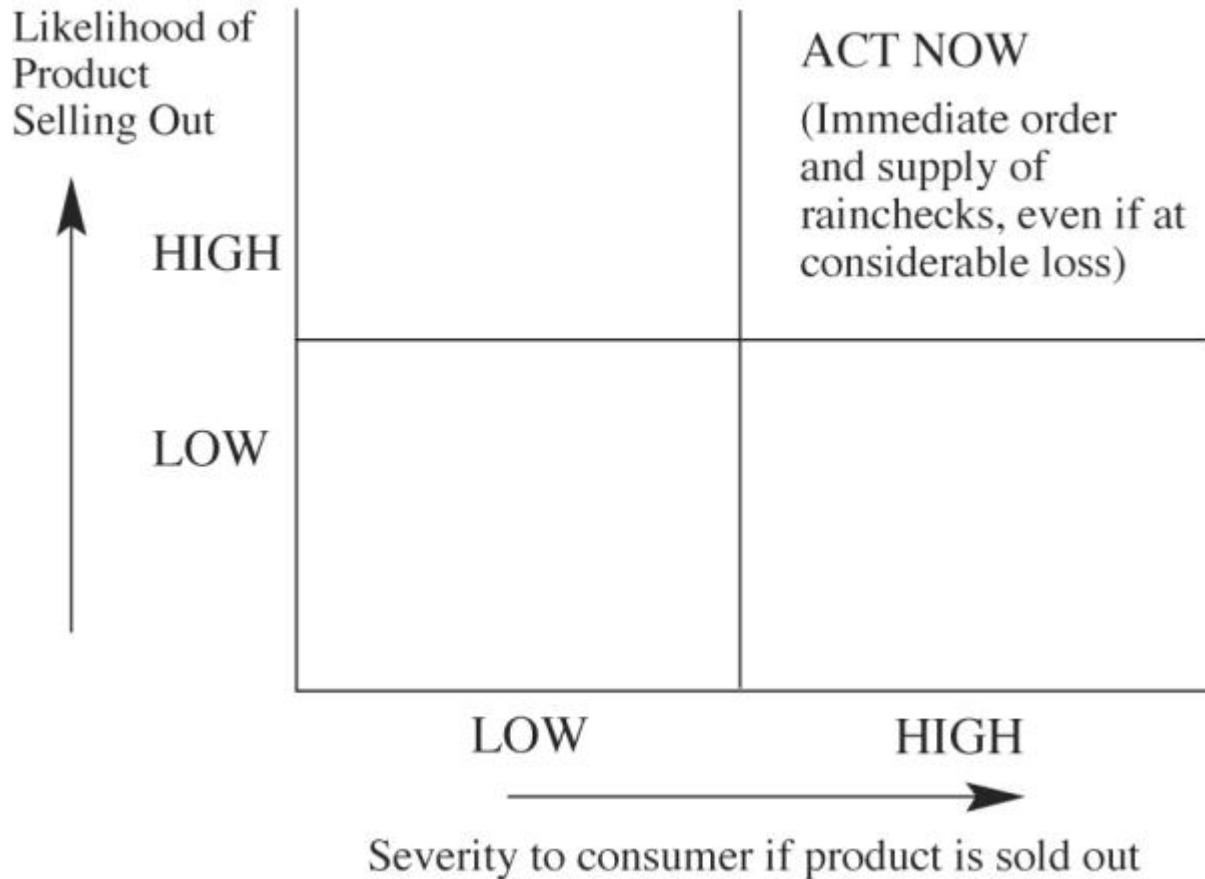 Likelihood of
Product
Selling Out
ACT NOW
(Immediate order
and supply of
rainchecks, even if at
considerable loss)
HIGH
LOW
LOW
HIGH
Severity to consumer if product is sold out